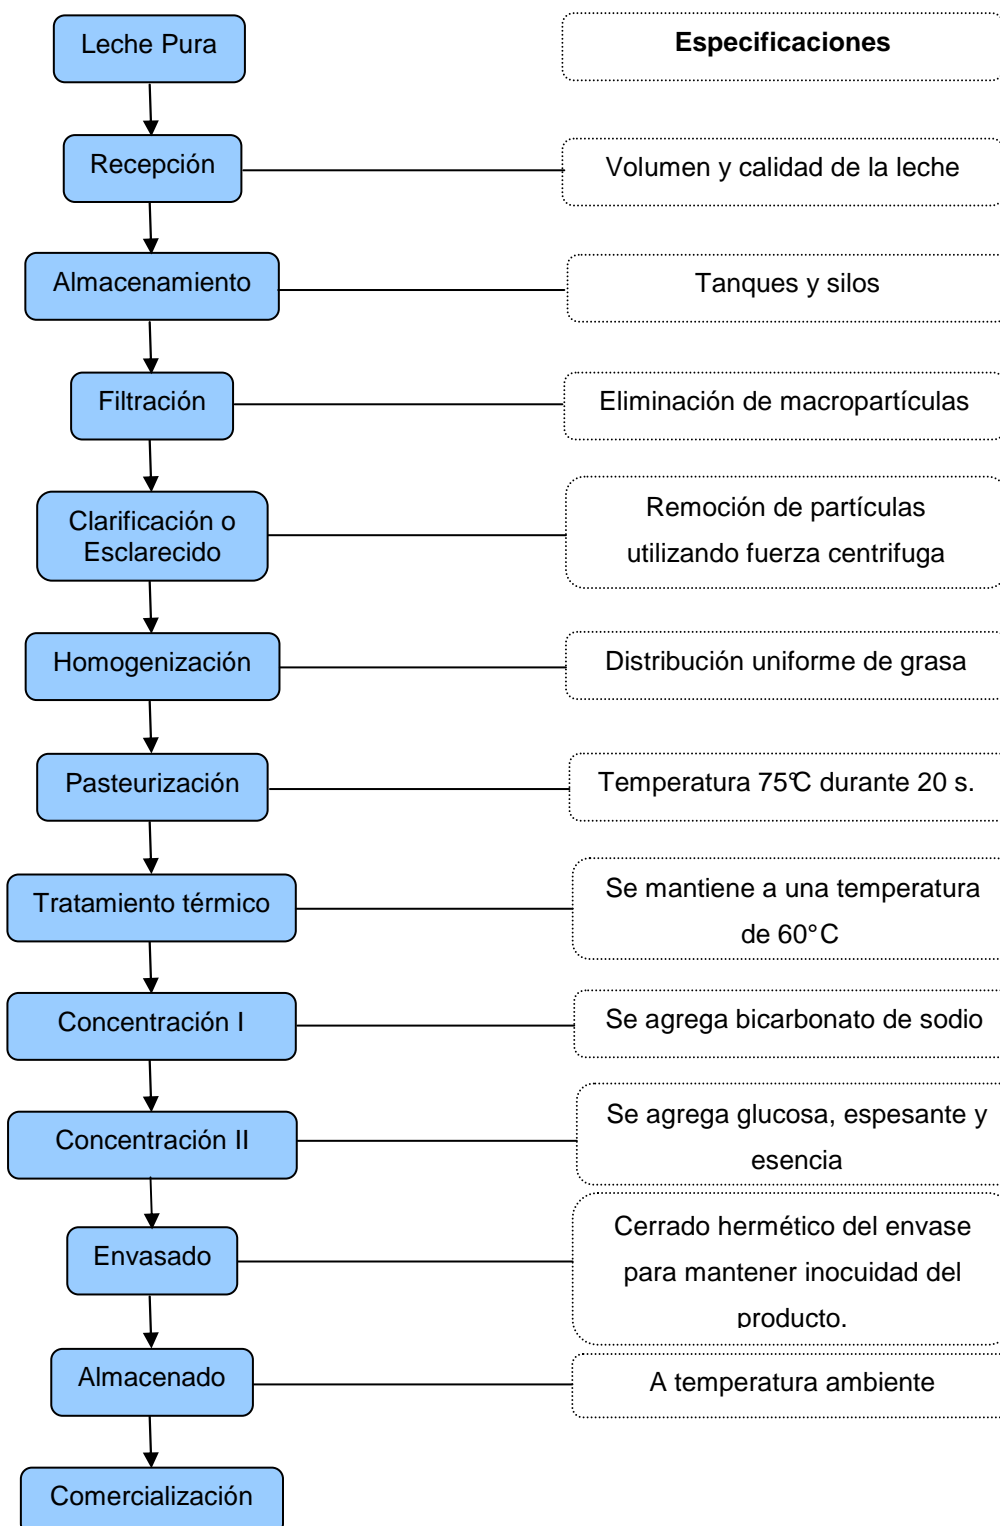 Leche Pura
Especificaciones
Recepción
Volumen y calidad de la leche
Almacenamiento
Tanques y silos
Filtración
Eliminación de macropartículas
Clarificación o
Esclarecido
Remoción de partículas
utilizando fuerza centrifuga
Homogenización
Distribución uniforme de grasa
Pasteurización
Temperatura 75°C durante 20 s.
Tratamiento térmico
Se mantiene a una temperatura
de 60°C
Concentración I
Se agrega bicarbonato de sodio
Concentración II
Se agrega glucosa, espesante y
esencia
Envasado
Cerrado hermético del envase
para mantener inocuidad del
producto.
Almacenado
A temperatura ambiente
Comercialización